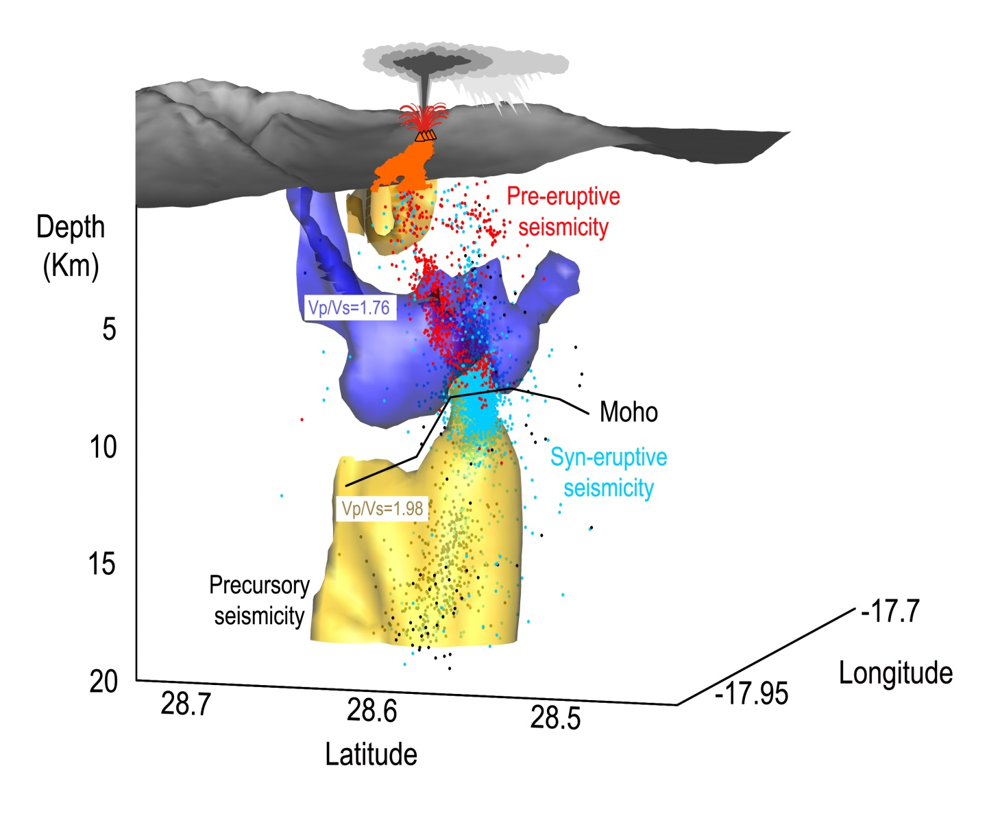 Pre-eruptive
seismicity
Depth
(Km)
Vp/Vs=1.76
5
Moho
10
Syn-eruptive
seismicity
Vp/Vs=1.98
15
Precursory
seismicity
-17.7
Longitude
20
-17.95
28.7
28.6
28.5
Latitude